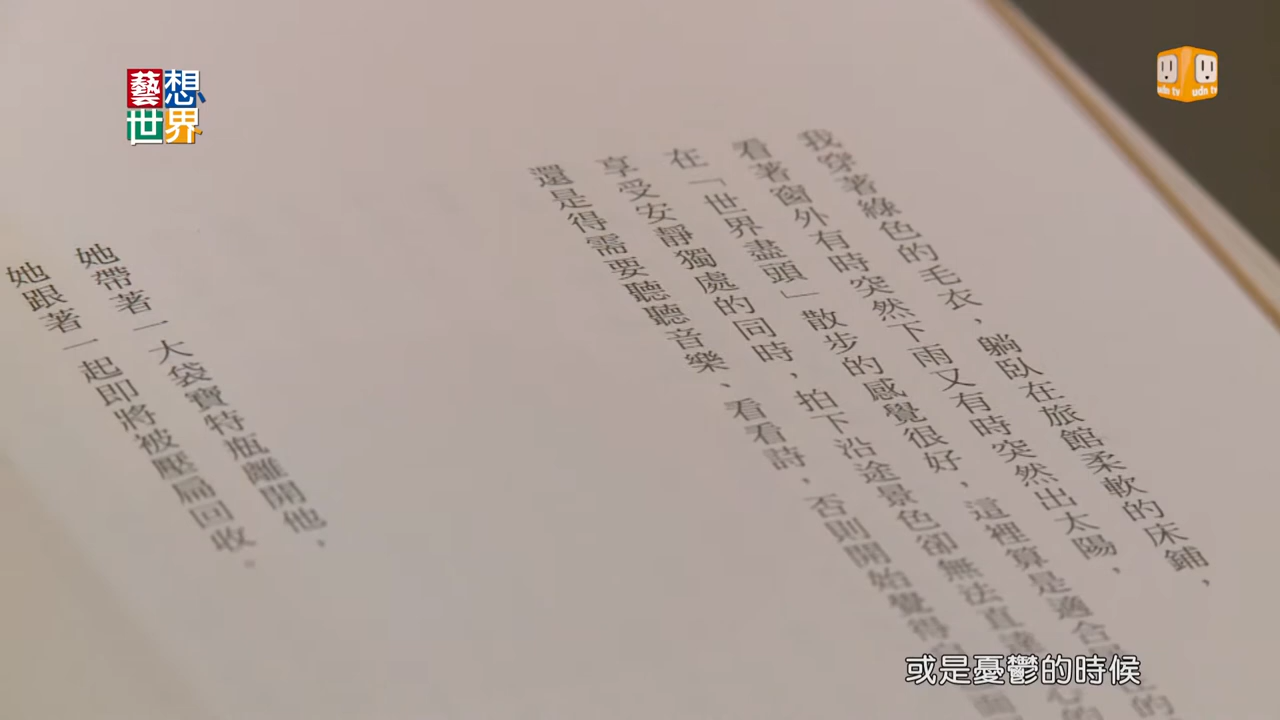 藝想
世界
udn tv
udn tv
我穿著綠色的毛衣，躺臥在旅館柔軟的床鋪，
看著窗外有時突然下雨又有時突然出太陽，
在「世界盡頭」散步的感覺很好，這裡算是適合
享受安靜獨處的同時，拍下沿途景色卻無法直達
還是得需要聽聽音樂、看看詩，否則開始覺得
她帶著一大袋寶特瓶離開他，
她跟著一起即將被壓扁回收。
或是憂鬱的時候